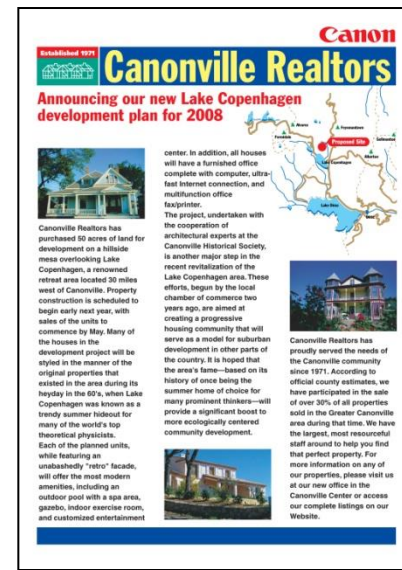 Canon
Established 1971
Canonville Realtors
Announcing our new Lake Copenhagen
development plan for 2008
Proposed Site
Lake Copenhagen
Canonville Realtors has
purchased 50 acres of land for
development on a hillside
mesa overlooking Lake
Copenhagen, a renowned
retreat area located 30 miles
west of Canonville. Property
construction is scheduled to
begin early next year, with
sales of the units to
commence by May. Many of
the houses in the
development project will be
styled in the manner of the
original properties that
existed in the area during its
heyday in the 60's, when Lake
Copenhagen was known as a
trendy summer hideout for
many of the world's top
theoretical physicists.
Each of the planned units,
while featuring an
unabashedly "retro" facade,
will offer the most modern
amenities, including an
outdoor pool with a spa area,
gazebo, indoor exercise room,
and customized entertainment
center. In addition, all houses
will have a furnished office
complete with computer, ultra-
fast Internet connection, and
multifunction office
fax/printer.
The project, undertaken with
the cooperation of
architectural experts at the
Canonville Historical Society,
is another major step in the
recent revitalization of the
Lake Copenhagen area. These
efforts, begun by the local
chamber of commerce two
years ago, are aimed at
creating a progressive
housing community that will
serve as a model for suburban
development in other parts of
the country. It is hoped that
the area's fame—based on its
history of once being the
summer home of choice for
many prominent thinkers—will
provide a significant boost to
more ecologically centered
community development.
Canonville Realtors has
proudly served the needs of
the Canonville community
since 1971. According to
official county estimates, we
have participated in the sale
of over 30% of all properties
sold in the Greater Canonville
area during that time. We have
the largest, most resourceful
staff around to help you find
that perfect property. For
more information on any of
our properties, please visit us
at our new office in the
Canonville Center or access
our complete listings on our
Website.